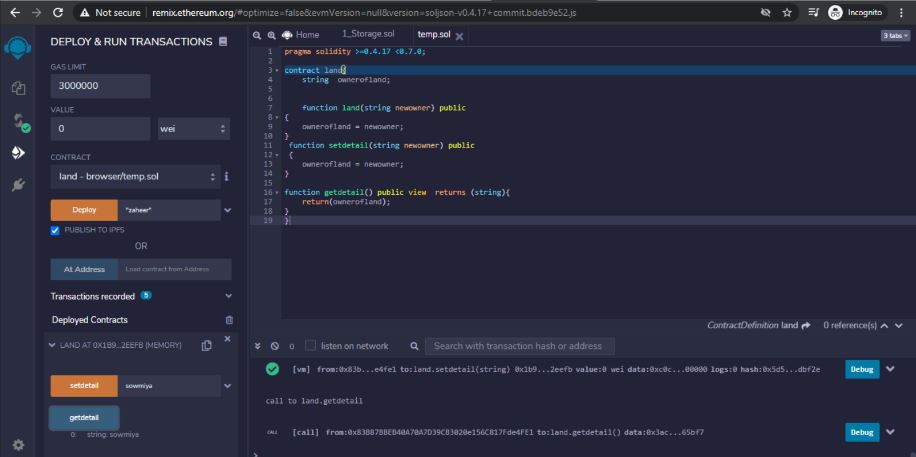 Not secure | remix.ethereum.org/#optimize=false&evmVersion=null&version=soljson-v0.4.17+commit.bdeb9e52.js
Incognito
DEPLOY & RUN TRANSACTIONS
GAS LIMIT
3000000
VALUE
0 wei
CONTRACT
land - browser/temp.sol
Deploy "zaheer"
PUBLISH TO IPFS
OR
At Address Load contract from Address
Transactions recorded 5
Deployed Contracts
LAND AT 0X1B9...2EEFB (MEMORY)
setdetail sowmiya
getdetail
0: string: sowmiya
Home 1_Storage.sol temp.sol
3 tabs
1 pragma solidity >=0.4.17 <0.7.0;
2
3 contract land{
4 string ownerofland;
5
6
7 function land(string newowner) public
8 {
9 ownerofland = newowner;
10 }
11 function setdetail(string newowner) public
12 {
13 ownerofland = newowner;
14 }
15
16 function getdetail() public view returns (string){
17 return(ownerofland);
18 }
19 }
ContractDefinition land 0 reference(s)
0 listen on network Search with transaction hash or address
[vm] from:0x83b...e4fe1 to:land.setdetail(string) 0x1b9...2eefb value:0 wei data:0xc0c...00000 logs:0 hash:0x5d5...dbf2e Debug
call to land.getdetail
CALL [call] from:0x83B878BEB40A70A7D39CB3020e156C817Fde4FE1 to:land.getdetail() data:0x3ac...65bf7 Debug
>